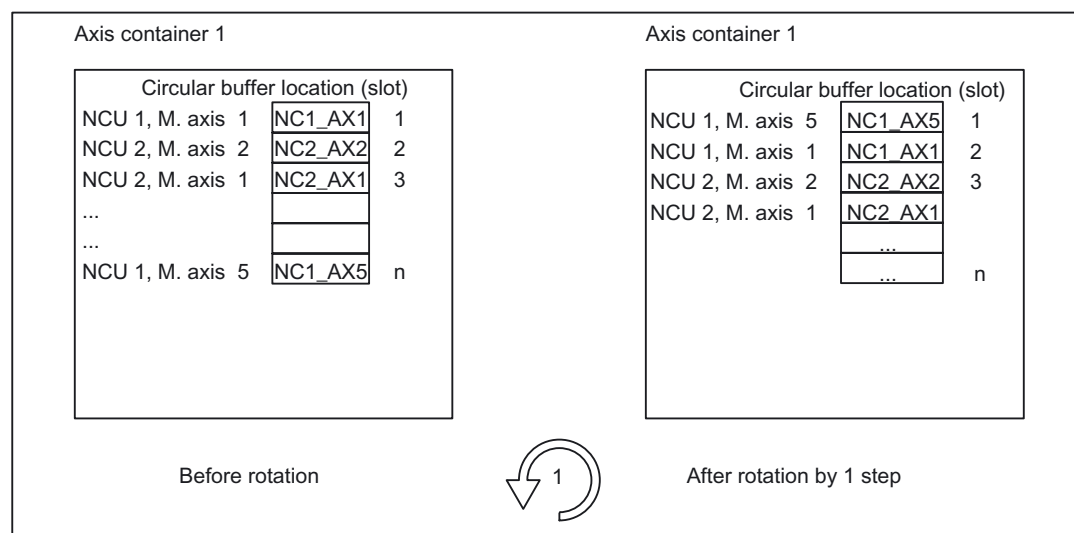 Axis container 1
Circular buffer location (slot)
NCU 1, M. axis 1 NC1_AX1 1
NCU 2, M. axis 2 NC2_AX2 2
NCU 2, M. axis 1 NC2_AX1 3
...
...
NCU 1, M. axis 5 NC1_AX5 n
Before rotation
1
Axis container 1
Circular buffer location (slot)
NCU 1, M. axis 5 NC1_AX5 1
NCU 1, M. axis 1 NC1_AX1 2
NCU 2, M. axis 2 NC2_AX2 3
NCU 2, M. axis 1 NC2_AX1
...
... n
After rotation by 1 step